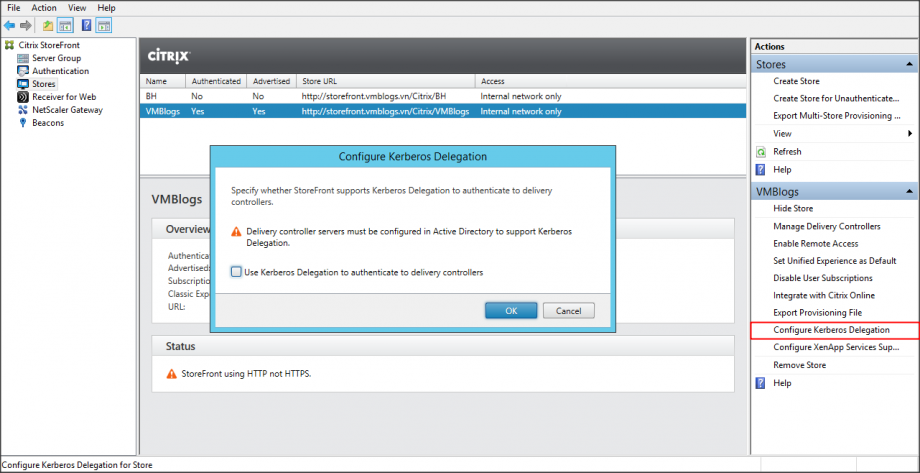 File Action View Help
Citrix StoreFront
Server Group
Authentication
Stores
Receiver for Web
NetScaler Gateway
Beacons
CİTRIX
Name Authenticated Advertised Store URL Access
BH No No http://storefront.vmblogs.vn/Citrix/BH Internal network only
VMBlogs Yes Yes http://storefront.vmblogs.vn/Citrix/VMBlogs Internal network only
Configure Kerberos Delegation
Specify whether StoreFront supports Kerberos Delegation to authenticate to delivery
controllers.
Delivery controller servers must be configured in Active Directory to support Kerberos
Delegation.
Use Kerberos Delegation to authenticate to delivery controllers
OK Cancel
VMBlogs
Overview
Authentica
Advertised:
Subscriptio
Classic Exp
URL:
Status
StoreFront using HTTP not HTTPS.
Actions
Stores
Create Store
Create Store for Unauthenticate...
Export Multi-Store Provisioning ...
View
Refresh
Help
VMBlogs
Hide Store
Manage Delivery Controllers
Enable Remote Access
Set Unified Experience as Default
Disable User Subscriptions
Integrate with Citrix Online
Export Provisioning File
Configure Kerberos Delegation
Configure XenApp Services Sup...
Remove Store
Help
Configure Kerberos Delegation for Store